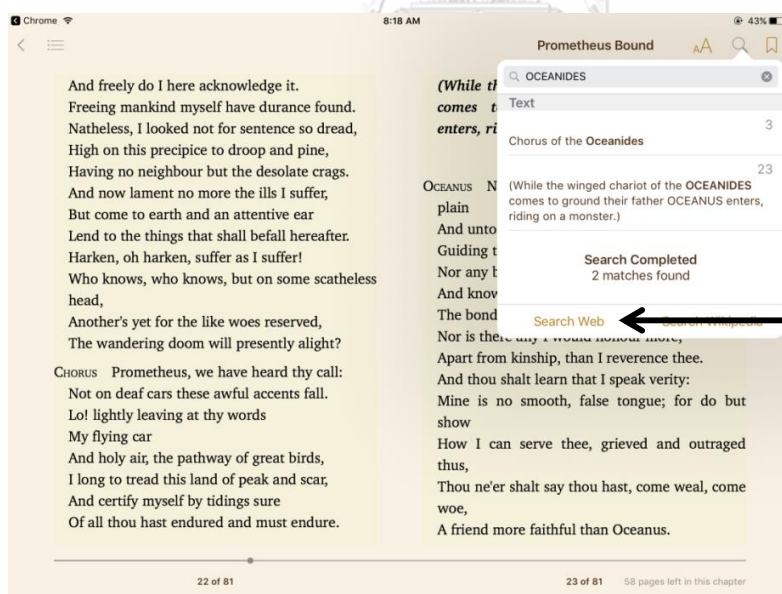 Chrome
8:18 AM
43%
Prometheus Bound
AA
And freely do I here acknowledge it.
Freeing mankind myself have durance found.
Natheless, I looked not for sentence so dread,
High on this precipice to droop and pine,
Having no neighbour but the desolate crags.
And now lament no more the ills I suffer,
But come to earth and an attentive ear
Lend to the things that shall befall hereafter.
Harken, oh harken, suffer as I suffer!
Who knows, who knows, but on some scatheless
head,
Another's yet for the like woes reserved,
The wandering doom will presently alight?
CHORUS Prometheus, we have heard thy call:
Not on deaf cars these awful accents fall.
Lo! lightly leaving at thy words
My flying car
And holy air, the pathway of great birds,
I long to tread this land of peak and scar,
And certify myself by tidings sure
Of all thou hast endured and must endure.
22 of 81
(While th
comes t
enters, ri
OCEANUS N
plain
And unto
Guiding t
Nor any b
And know
The bond
Nor is there any I would honour more,
Apart from kinship, than I reverence thee.
And thou shalt learn that I speak verity:
Mine is no smooth, false tongue; for do but
show
How I can serve thee, grieved and outraged
thus,
Thou ne'er shalt say thou hast, come weal, come
woe,
A friend more faithful than Oceanus.
23 of 81
58 pages left in this chapter
OCEANIDES
Text
3
Chorus of the Oceanides
23
(While the winged chariot of the OCEANIDES
comes to ground their father OCEANUS enters,
riding on a monster.)
Search Completed
2 matches found
Search Web
Search Wikipedia